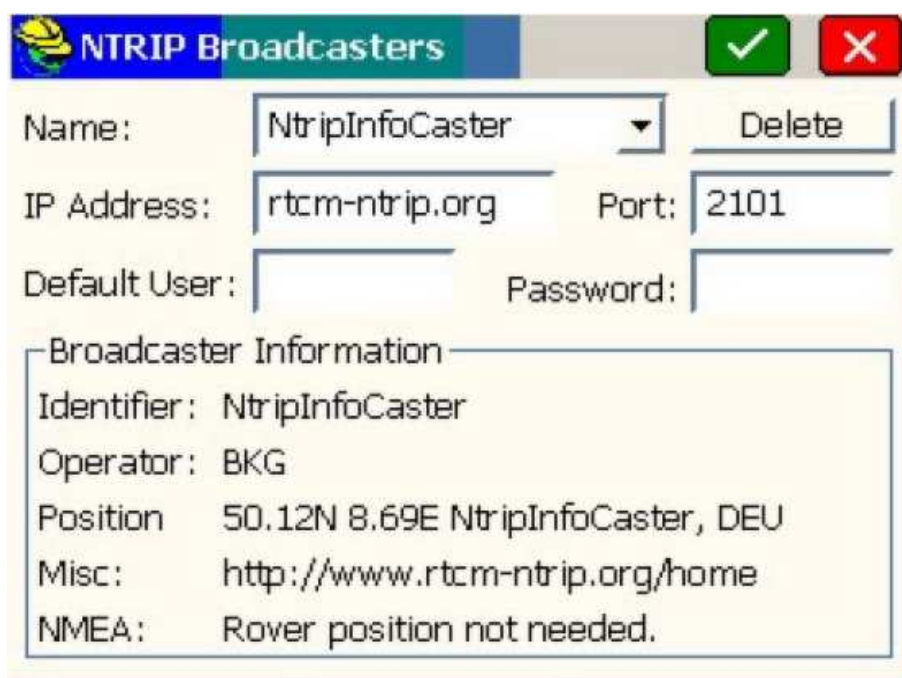 NTRIP Broadcasters
Name: NtripInfoCaster Delete
IP Address: rtcm-ntrip.org Port: 2101
Default User: Password:
Broadcaster Information
Identifier: NtripInfoCaster
Operator: BKG
Position 50.12N 8.69E NtripInfoCaster, DEU
Misc: http://www.rtcm-ntrip.org/home
NMEA: Rover position not needed.